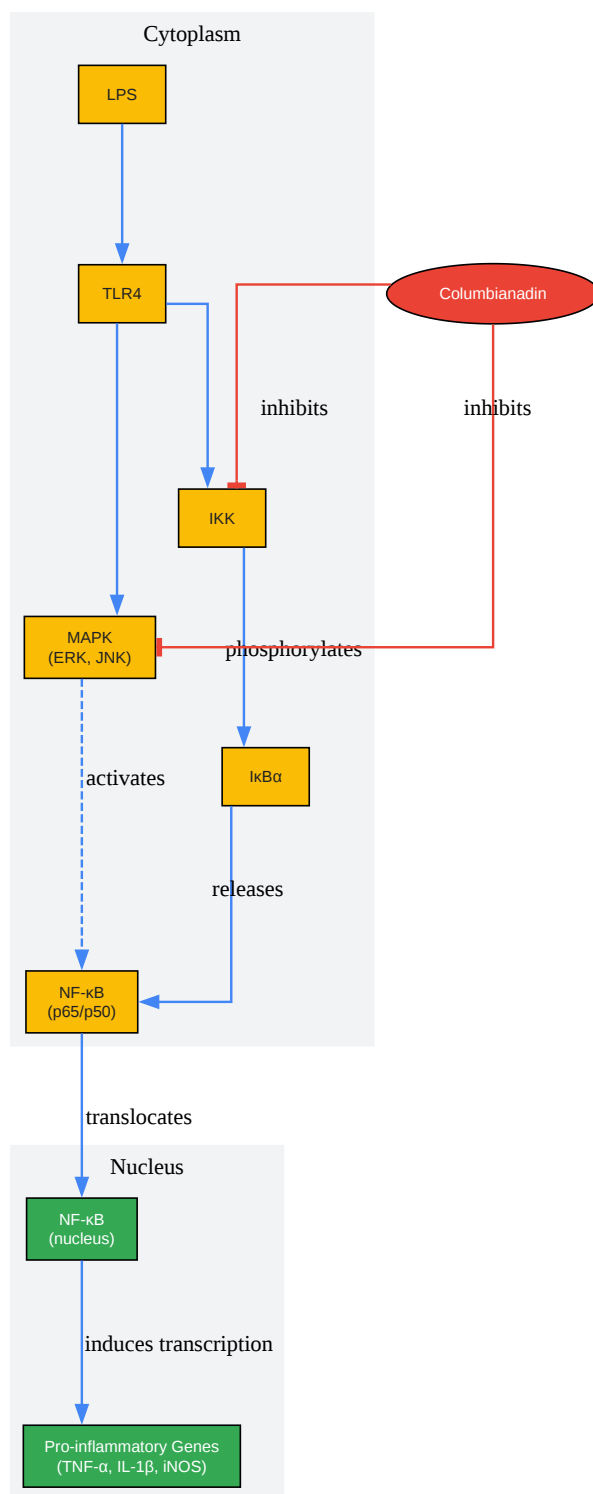 Cytoplasm
LPS
TLR4
Columbianadin
inhibits
inhibits
IKK
MAPK
(ERK, JNK)
phosphorylates
activates
IκBα
releases
NF-κB
(p65/p50)
translocates
Nucleus
NF-κB
(nucleus)
induces transcription
Pro-inflammatory Genes
(TNF-α, IL-1β, iNOS)